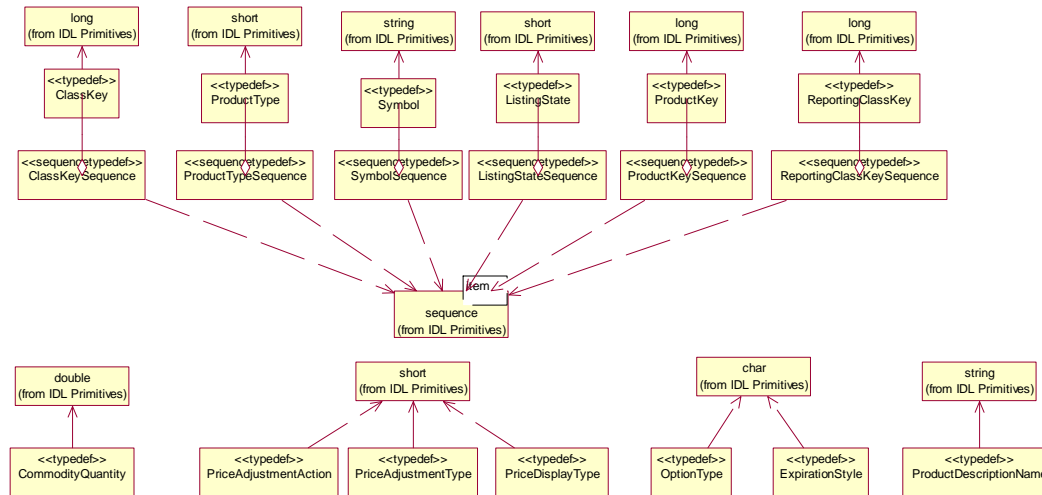 long
(from IDL Primitives)
short
(from IDL Primitives)
string
(from IDL Primitives)
short
(from IDL Primitives)
long
(from IDL Primitives)
long
(from IDL Primitives)
<<typedef>>
ClassKey
<<typedef>>
ProductType
<<typedef>>
Symbol
<<typedef>>
ListingState
<<typedef>>
ProductKey
<<typedef>>
ReportingClassKey
<<sequencetypedef>>
ClassKeySequence
<<sequencetypedef>>
ProductTypeSequence
<<sequencetypedef>>
SymbolSequence
<<sequencetypedef>>
ListingStateSequence
<<sequencetypedef>>
ProductKeySequence
<<sequencetypedef>>
ReportingClassKeySequence
item
sequence
(from IDL Primitives)
double
(from IDL Primitives)
short
(from IDL Primitives)
char
(from IDL Primitives)
string
(from IDL Primitives)
<<typedef>>
CommodityQuantity
<<typedef>>
PriceAdjustmentAction
<<typedef>>
PriceAdjustmentType
<<typedef>>
PriceDisplayType
<<typedef>>
OptionType
<<typedef>>
ExpirationStyle
<<typedef>>
ProductDescriptionName